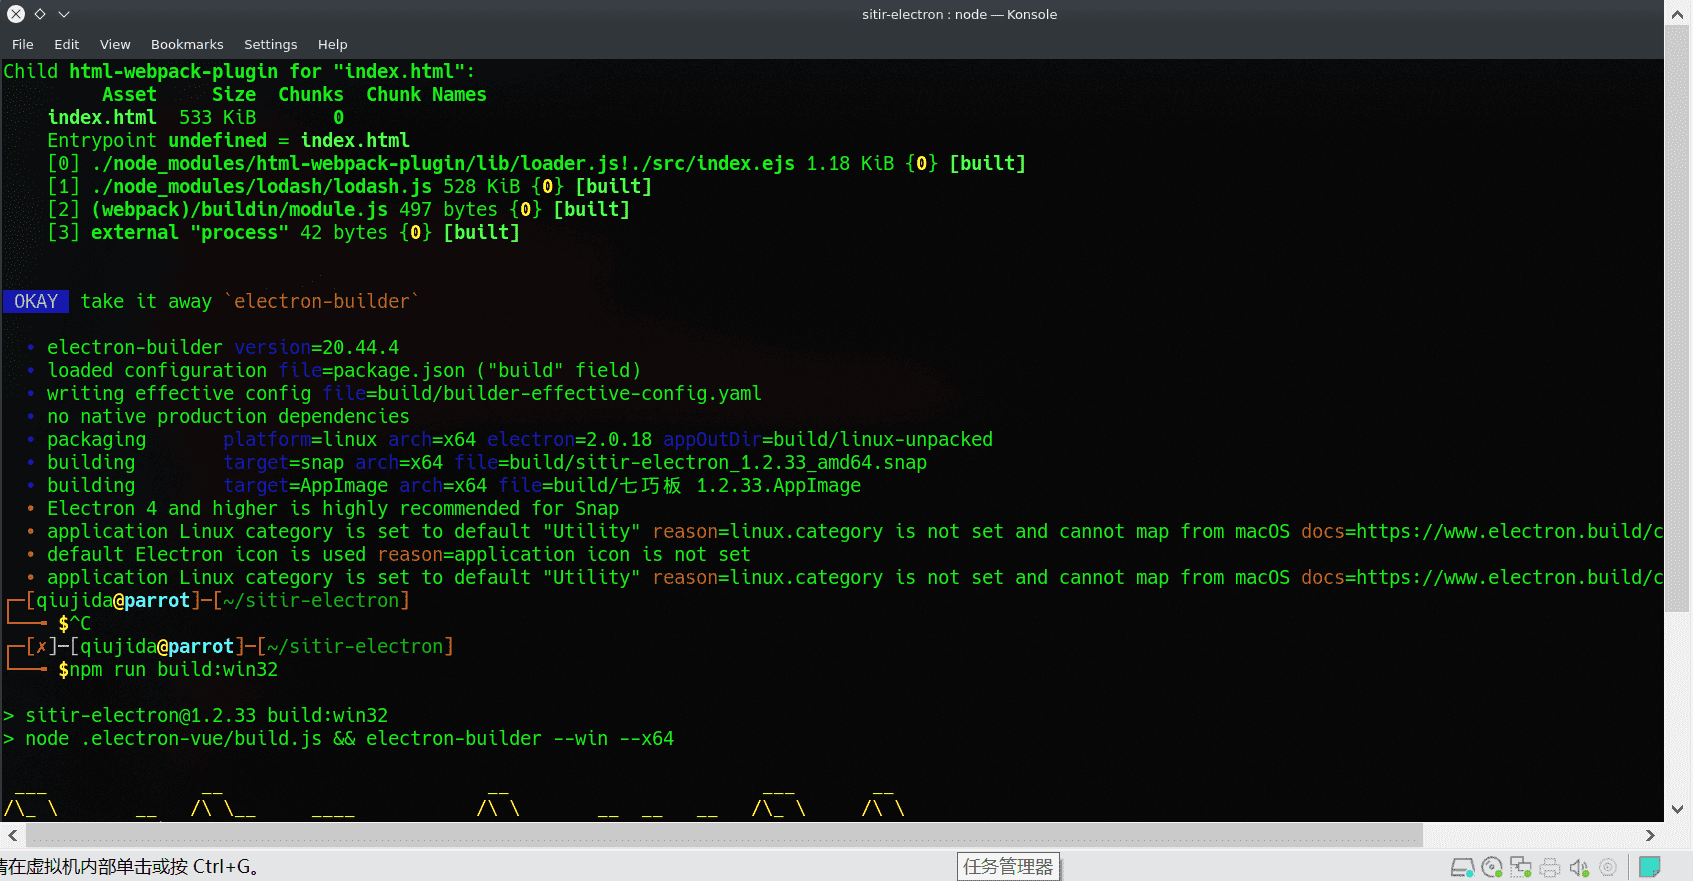 sitir-electron : node — Konsole
File Edit View Bookmarks Settings Help
Child html-webpack-plugin for "index.html":
Asset Size Chunks Chunk Names
index.html 533 KiB 0
Entrypoint undefined = index.html
[0] ./node_modules/html-webpack-plugin/lib/loader.js!./src/index.ejs 1.18 KiB {0} [built]
[1] ./node_modules/lodash/lodash.js 528 KiB {0} [built]
[2] (webpack)/buildin/module.js 497 bytes {0} [built]
[3] external "process" 42 bytes {0} [built]
OKAY take it away `electron-builder`
• electron-builder version=20.44.4
• loaded configuration file=package.json ("build" field)
• writing effective config file=build/builder-effective-config.yaml
• no native production dependencies
• packaging platform=linux arch=x64 electron=2.0.18 appOutDir=build/linux-unpacked
• building target=snap arch=x64 file=build/sitir-electron_1.2.33_amd64.snap
• building target=AppImage arch=x64 file=build/七巧板 1.2.33.AppImage
• Electron 4 and higher is highly recommended for Snap
• application Linux category is set to default "Utility" reason=linux.category is not set and cannot map from macOS docs=https://www.electron.build/c
• default Electron icon is used reason=application icon is not set
• application Linux category is set to default "Utility" reason=linux.category is not set and cannot map from macOS docs=https://www.electron.build/c
┌─[qiujida@parrot]─[~/sitir-electron]
└──╼ $^C
┌─[✗]─[qiujida@parrot]─[~/sitir-electron]
└──╼ $npm run build:win32
> sitir-electron@1.2.33 build:win32
> node .electron-vue/build.js && electron-builder --win --x64
请在虚拟机内部单击或按 Ctrl+G。
任务管理器